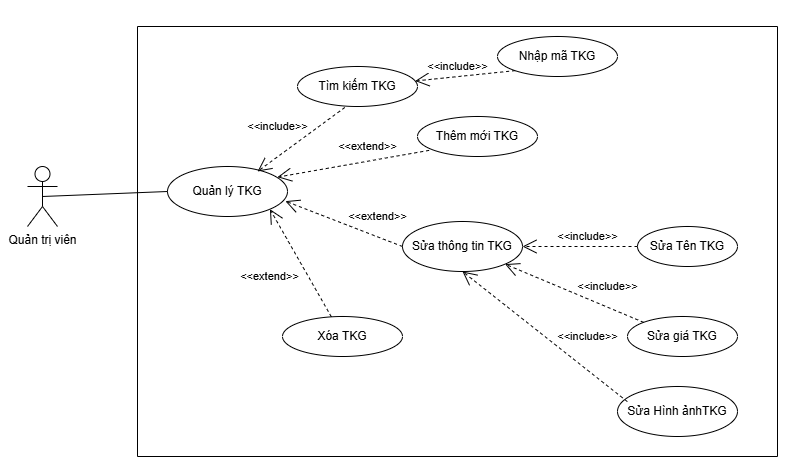 Nhập mã TKG
<<include>>
Tìm kiếm TKG
<<include>>
Thêm mới TKG
<<extend>>
Quản lý TKG
Quản trị viên
<<extend>>
Sửa thông tin TKG
<<include>>
Sửa Tên TKG
<<extend>>
<<include>>
Xóa TKG
<<include>>
Sửa giá TKG
Sửa Hình ảnhTKG